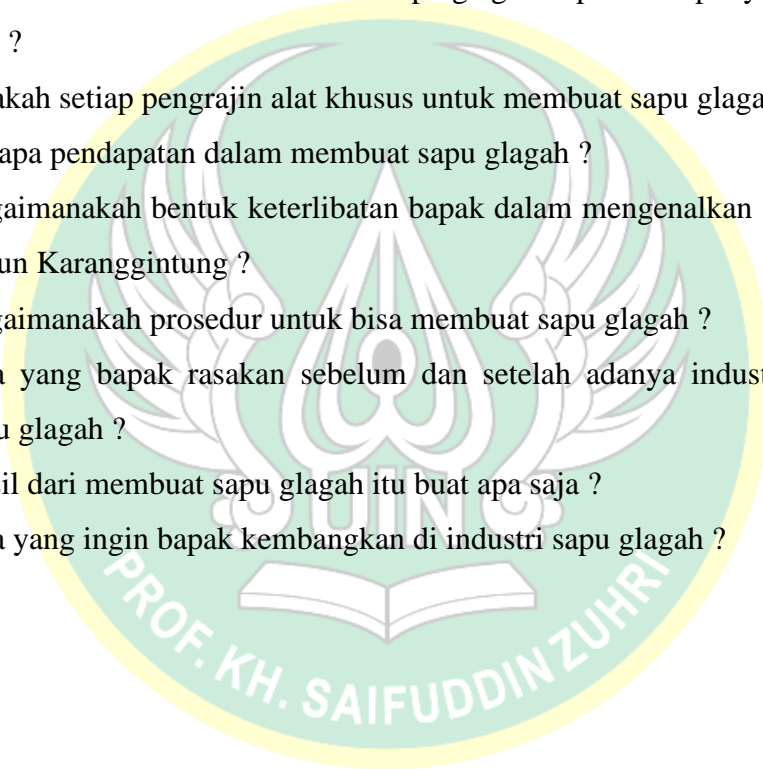 ?
akah setiap pengrajin alat khusus untuk membuat sapu glaga
apa pendapatan dalam membuat sapu glagah ?
gaimanakah bentuk keterlibatan bapak dalam mengenalkan
un Karanggintung ?
gaimanakah prosedur untuk bisa membuat sapu glagah ?
a yang bapak rasakan sebelum dan setelah adanya indust
u glagah ?
il dari membuat sapu glagah itu buat apa saja ?
a yang ingin bapak kembangkan di industri sapu glagah ?
UIN
PROF. KH. SAIFUDDIN ZUHRI